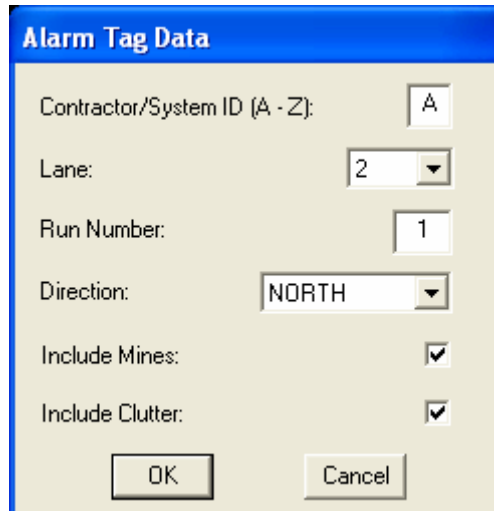 Alarm Tag Data
Contractor/System ID (A - Z): A
Lane: 2
Run Number: 1
Direction: NORTH
Include Mines:
Include Clutter:
OK Cancel